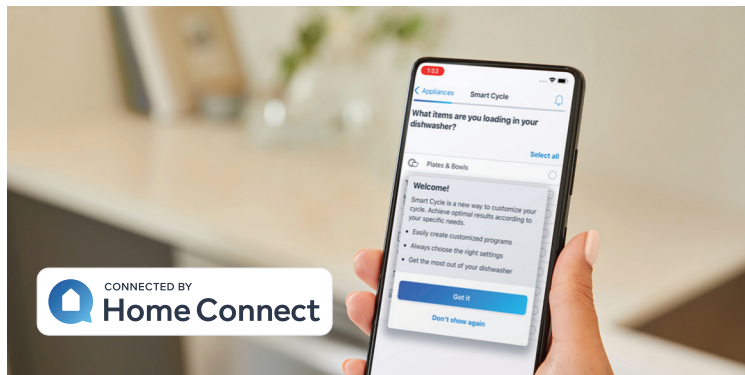 1:53
Appliances
Smart Cycle
What items are you loading in your
dishwasher?
Select all
Plates & Bowls
Welcome!
Smart Cycle is a new way to customize your
cycle. Achieve optimal results according to
your specific needs.
• Easily create customized programs
• Always choose the right settings
• Get the most out of your dishwasher
Got it
Don't show again
CONNECTED BY
Home Connect